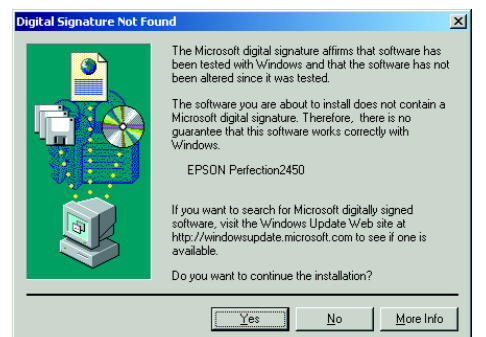 Digital Signature Not Found
The Microsoft digital signature affirms that software has
been tested with Windows and that the software has not
been altered since it was tested.
The software you are about to install does not contain a
Microsoft digital signature. Therefore, there is no
guarantee that this software works correctly with
Windows.
EPSON Perfection2450
If you want to search for Microsoft digitally signed
software, visit the Windows Update Web site at
http://windowsupdate.microsoft.com to see if one is
available.
Do you want to continue the installation?
Yes No More Info